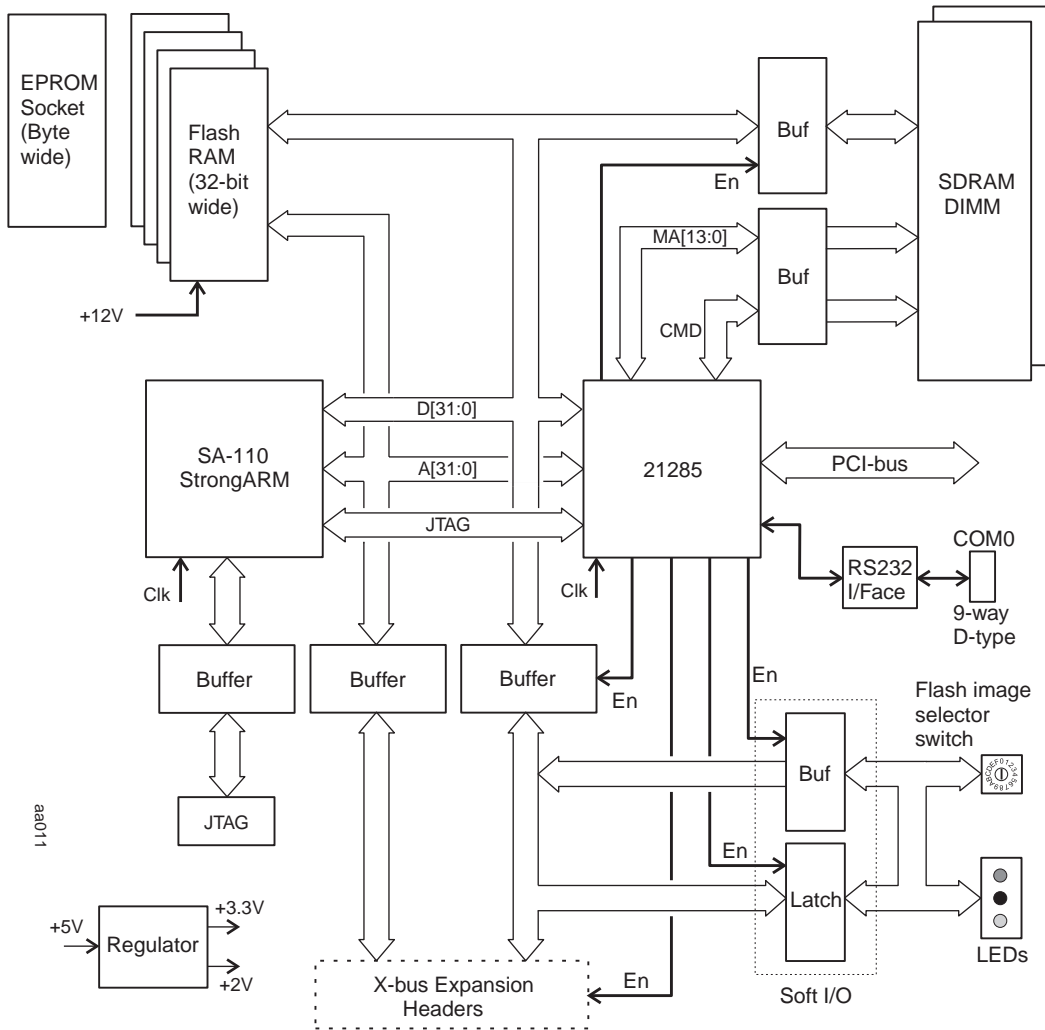 EPROM
Socket
(Byte
wide)
Flash
RAM
(32-bit
wide)
+12V
Buf
En
SDRAM
DIMM
MA[13:0]
Buf
CMD
SA-110
StrongARM
D[31:0]
A[31:0]
JTAG
21285
PCI-bus
Clk
Clk
RS232
I/Face
COM0
9-way
D-type
Buffer
Buffer
Buffer
En
En
Flash image
selector
switch
Buf
JTAG
aa011
En
Latch
LEDs
Soft I/O
+5V
Regulator
+3.3V
+2V
X-bus Expansion
Headers
En